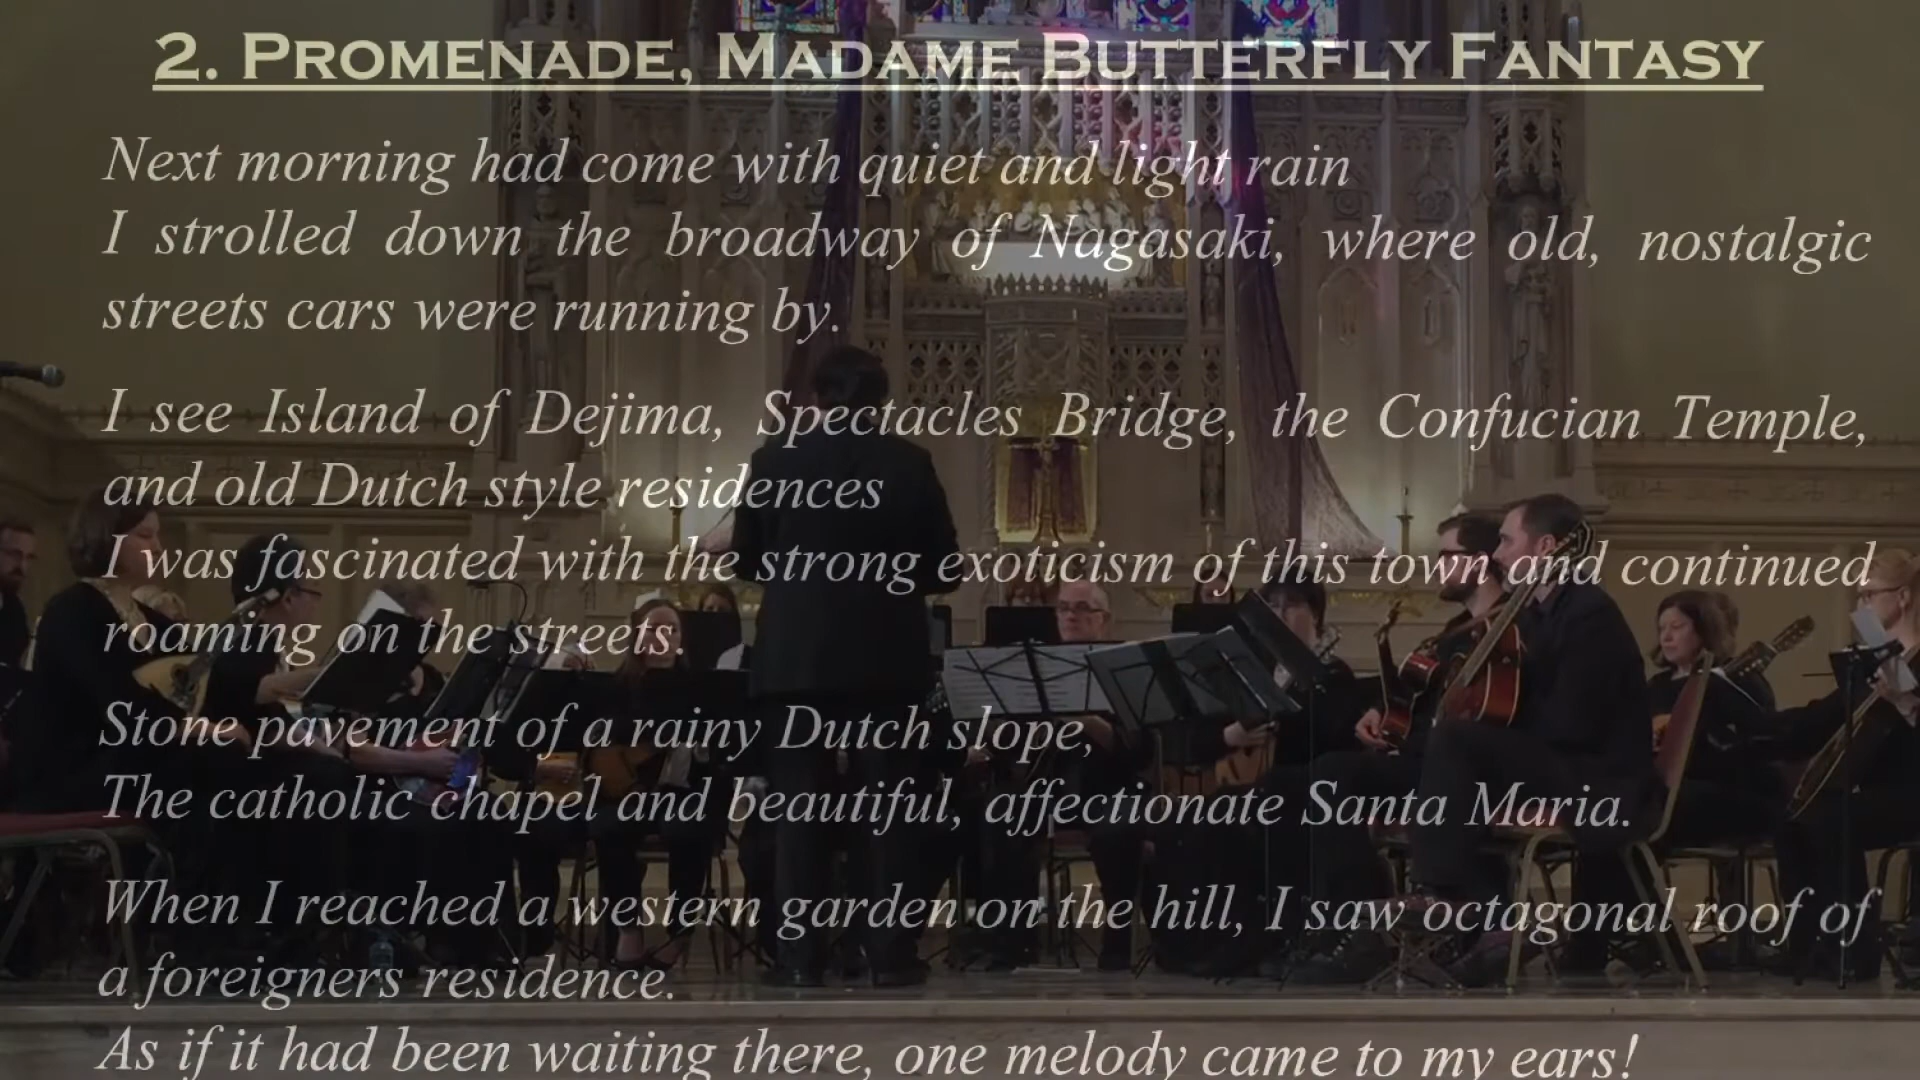 2. PROMENADE, MADAME BUTTERFLY FANTASY
Next morning had come with quiet and light rain
I strolled down the broadway of Nagasaki, where old, nostalgic
streets cars were running by.
I see Island of Dejima, Spectacles Bridge, the Confucian Temple,
and old Dutch style residences
I was fascinated with the strong exoticism of this town and continued
roaming on the streets.
Stone pavement of a rainy Dutch slope,
The catholic chapel and beautiful, affectionate Santa Maria.
When I reached a western garden on the hill, I saw octagonal roof of
a foreigners residence.
As if it had been waiting there, one melody came to my ears!